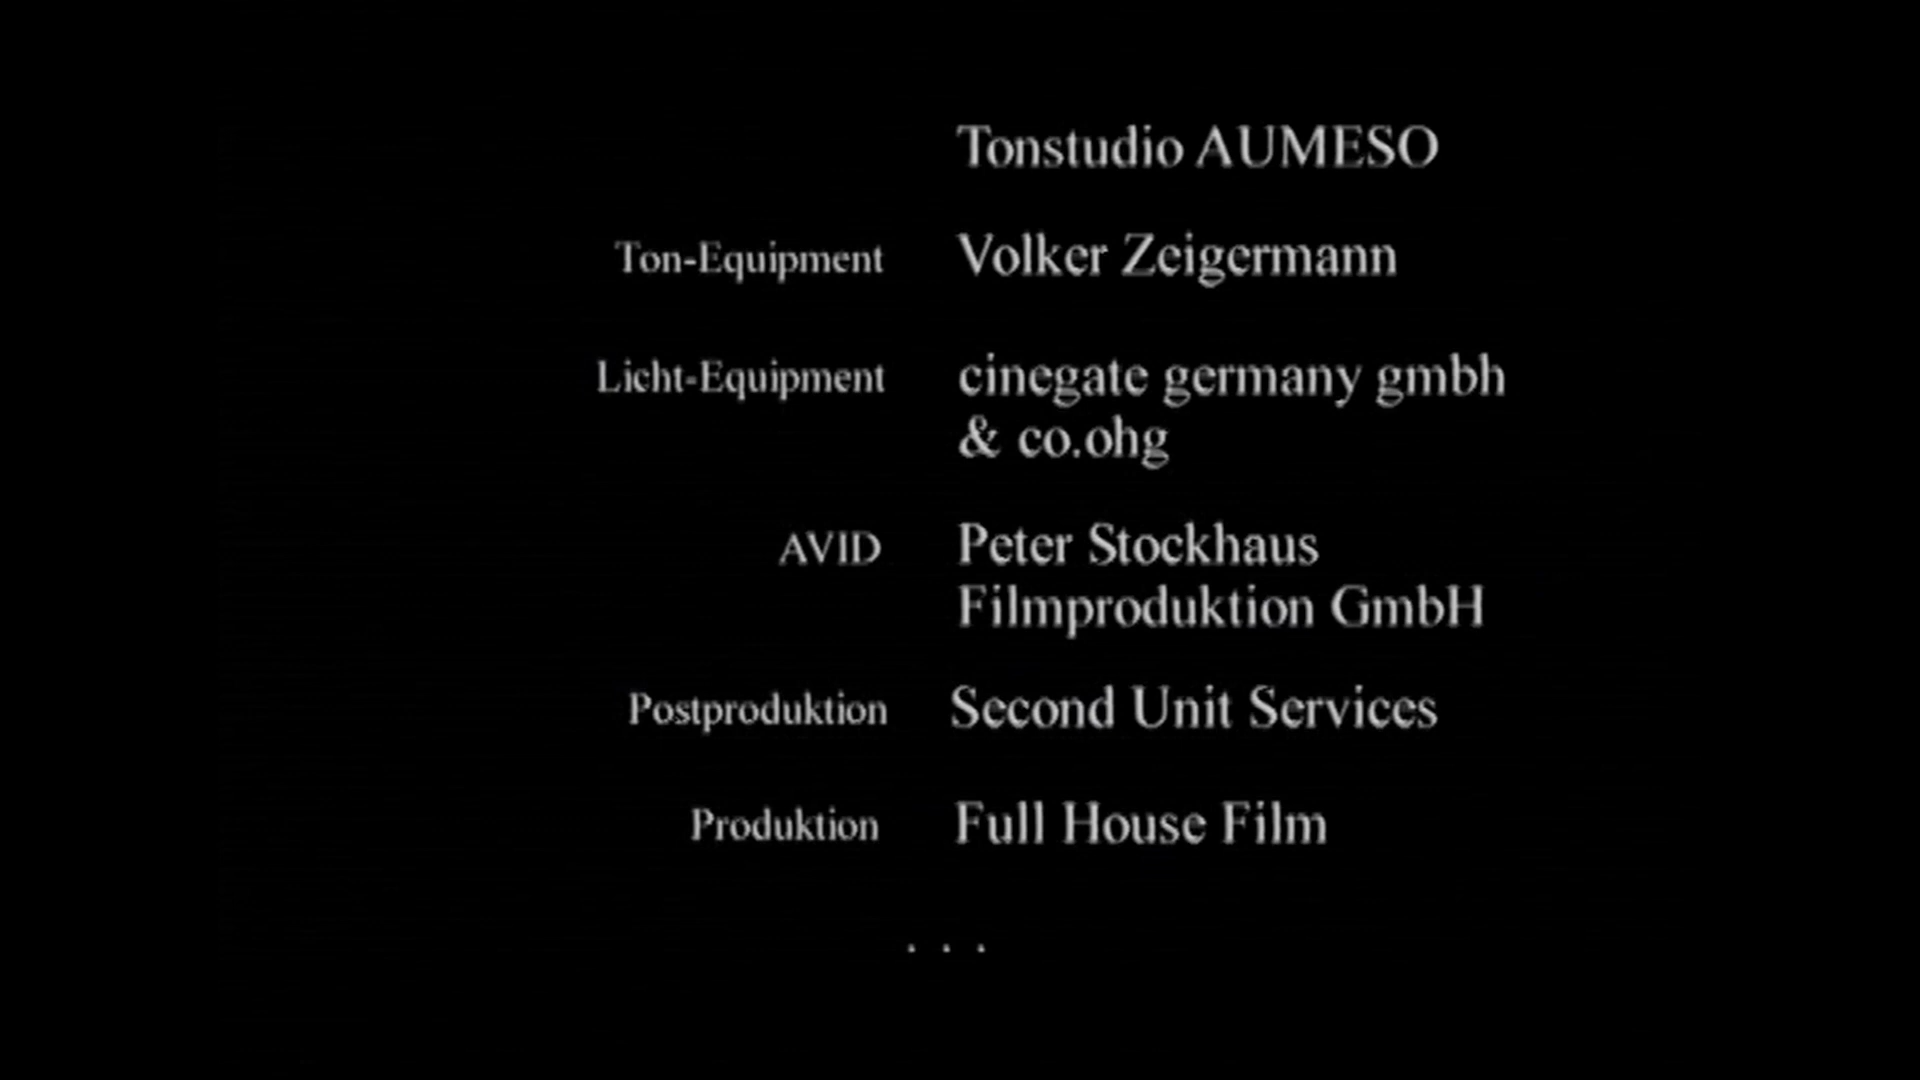 Tonstudio AUMESO
Ton-Equipment Volker Zeigermann
Licht-Equipment cinegate germany gmbh
& co.ohg
AVID Peter Stockhaus
Filmproduktion GmbH
Postproduktion Second Unit Services
Produktion Full House Film
. . .